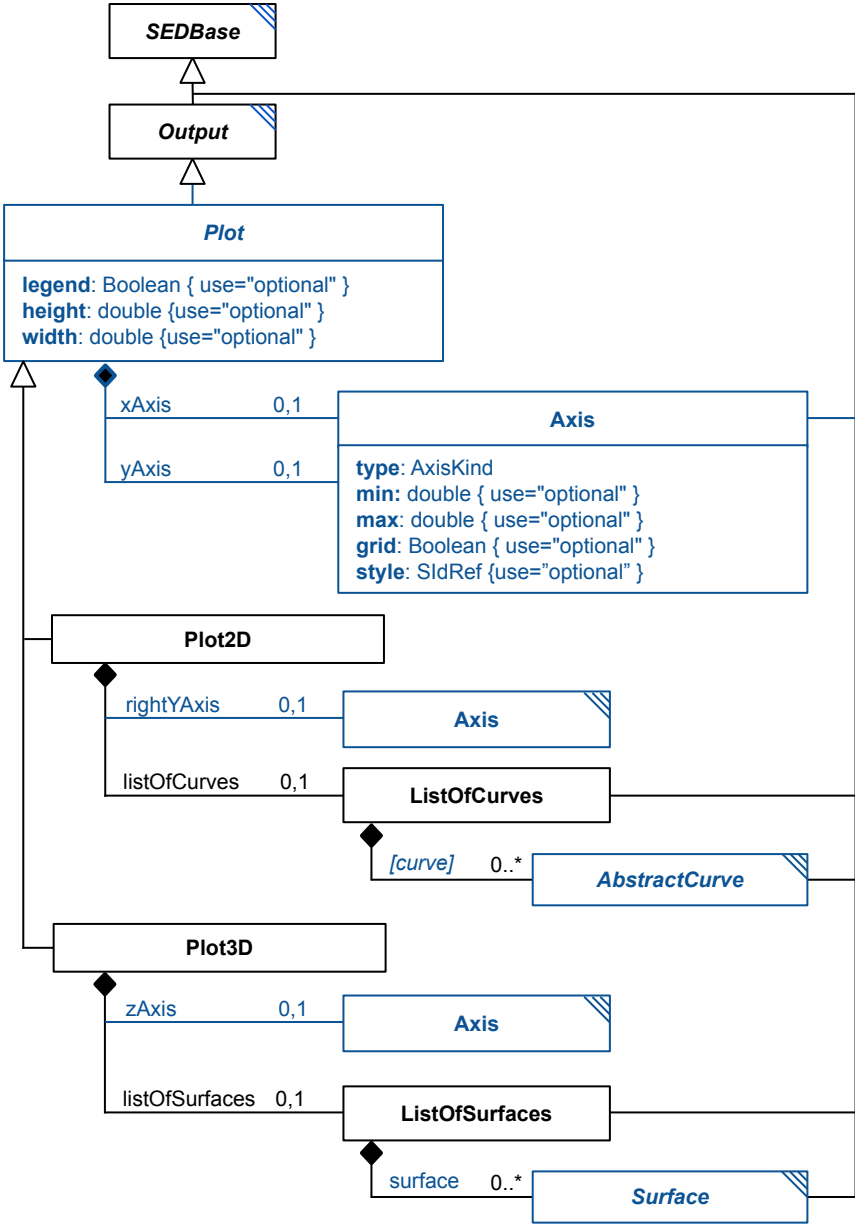 SEDBase
Output
Plot
legend: Boolean { use="optional" }
height: double {use="optional" }
width: double {use="optional" }
xAxis 0,1
yAxis 0,1
Axis
type: AxisKind
min: double { use="optional" }
max: double { use="optional" }
grid: Boolean { use="optional" }
style: SIdRef {use=”optional” }
Plot2D
rightYAxis 0,1
Axis
listOfCurves 0,1
ListOfCurves
[curve] 0..*
AbstractCurve
Plot3D
zAxis 0,1
Axis
listOfSurfaces 0,1
ListOfSurfaces
surface 0..*
Surface